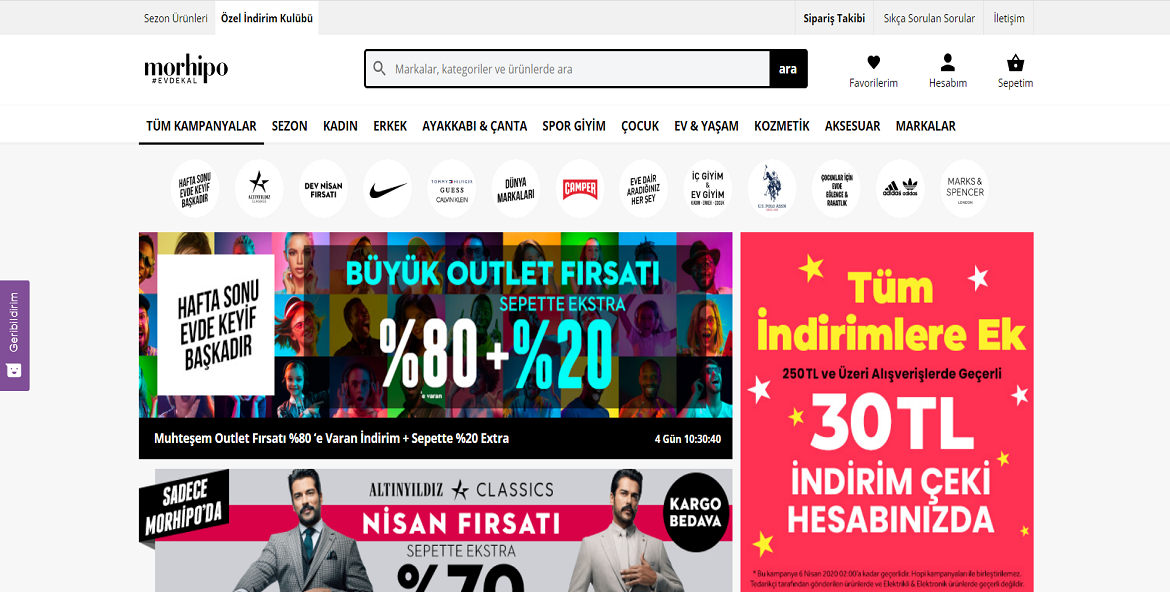 Sezon Ürünleri
Özel İndirim Kulübü
Sipariş Takibi
Sıkça Sorulan Sorular
İletişim
morhipo
#EVDEKAL
Markalar, kategoriler ve ürünlerde ara
ara
Favorilerim
Hesabım
Sepetim
TÜM KAMPANYALAR
SEZON
KADIN
ERKEK
AYAKKABI & ÇANTA
SPOR GİYİM
ÇOCUK
EV & YAŞAM
KOZMETİK
AKSESUAR
MARKALAR
HAFTA SONU
EVDE KEYİF
BAŞKADIR
ALTINYILDIZ
CLASSICS
DEV NİSAN
FIRSATI
TOMMY HILFIGER
GUESS
CALVIN KLEIN
DÜNYA
MARKALARI
CAMPER
EVE DAİR
ARADIĞINIZ
HER ŞEY
İÇ GİYİM
&
EV GİYİM
KADIN - ERKEK - ÇOCUK
U.S. POLO ASSN.
ÇOCUKLAR İÇİN
EVDE
EĞLENCE &
RAHATLIK
adidas adidas
MARKS &
SPENCER
LONDON
Geribildirim
HAFTA SONU
EVDE KEYİF
BAŞKADIR
BÜYÜK OUTLET FIRSATI
SEPETTE EKSTRA
%80+%20
'e varan
Muhteşem Outlet Fırsatı %80 'e Varan İndirim + Sepette %20 Extra
4 Gün 10:30:40
SADECE
MORHİPO'DA
ALTINYILDIZ CLASSICS
NİSAN FIRSATI
SEPETTE EKSTRA
%70
KARGO
BEDAVA
Tüm
İndirimlere Ek
250 TL ve Üzeri Alışverişlerde Geçerli
30 TL
İNDİRİM ÇEKİ
HESABINIZDA
* Bu kampanya 6 Nisan 2020 02:00'a kadar geçerlidir. Hopi kampanyaları ile birleştirilemez.
Tedarikçi tarafından gönderilen ürünlerde ve Elektrikli & Elektronik ürünlerde geçerli değildir.